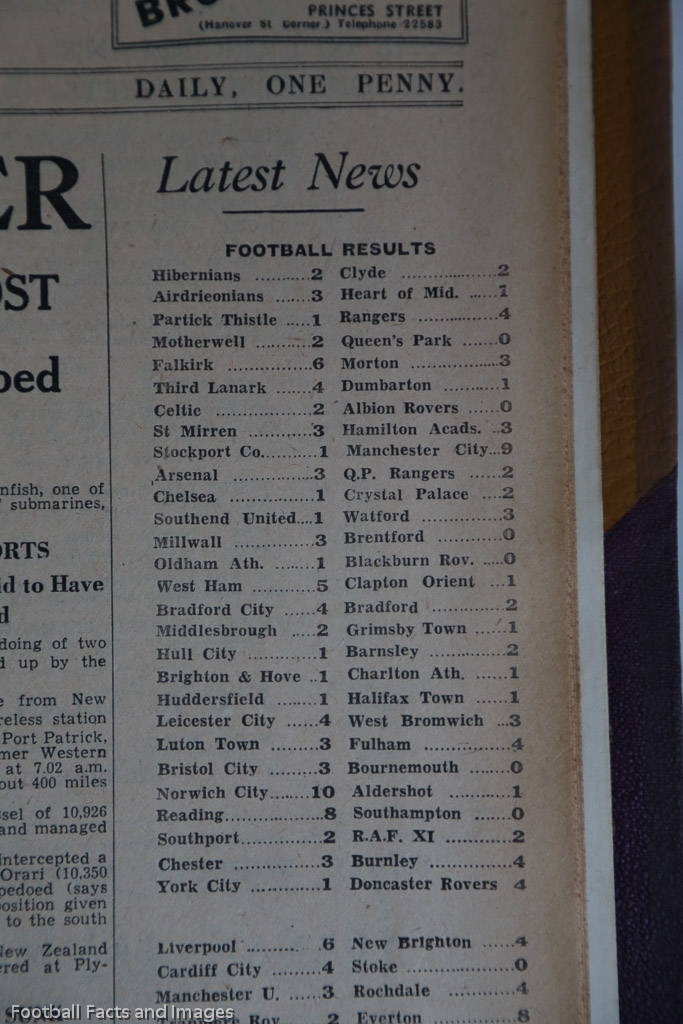 BRO
PRINCES STREET
(Hanover St. Corner.) Telephone 22583
DAILY, ONE PENNY.
ER
Latest News
OST
FOOTBALL RESULTS
Hibernians ..........2 Clyde ................2
Airdrieonians ......3 Heart of Mid. ......1
Partick Thistle .....1 Rangers .............4
Motherwell .........2 Queen's Park .......0
ped
Falkirk ...............6 Morton ..................3
Third Lanark ......4 Dumbarton ..........1
Celtic .................2 Albion Rovers ......0
St Mirren ............3 Hamilton Acads. ..3
Stockport Co.........1 Manchester City...9
Arsenal ..............3 Q.P. Rangers ......2
nfish, one of
Chelsea ...............1 Crystal Palace ....2
submarines,
Southend United....1 Watford ..............3
Millwall ..............3 Brentford .............0
ORTS
Oldham Ath. ........1 Blackburn Rov. .....0
id to Have
West Ham ...........5 Clapton Orient ...1
d
Bradford City ......4 Bradford ..............2
Middlesbrough .....2 Grimsby Town ......1
doing of two
Hull City ............1 Barnsley ..............2
d up by the
Brighton & Hove ..1 Charlton Ath. ......1
e from New
Huddersfield ........1 Halifax Town ......1
reless station
Leicester City ......4 West Bromwich ...3
Port Patrick,
Luton Town .........3 Fulham ...............4
mer Western
at 7.02 a.m.
Bristol City .........3 Bournemouth .......0
out 400 miles
Norwich City.......10 Aldershot ............1
ssel of 10,926
Reading................8 Southampton ......0
and managed
Southport..............2 R.A.F. XI ............2
intercepted a
Chester ..............3 Burnley ..............4
Orari (10,350
York City ............1 Doncaster Rovers 4
pedoed (says
osition given
to the south
Liverpool ..........6 New Brighton ......4
New Zealand
Cardiff City .........4 Stoke ..................0
ered at Ply-
Manchester U. .....3 Rochdale ............4
Rov. 2 Everton ..............8
Football Facts and Images